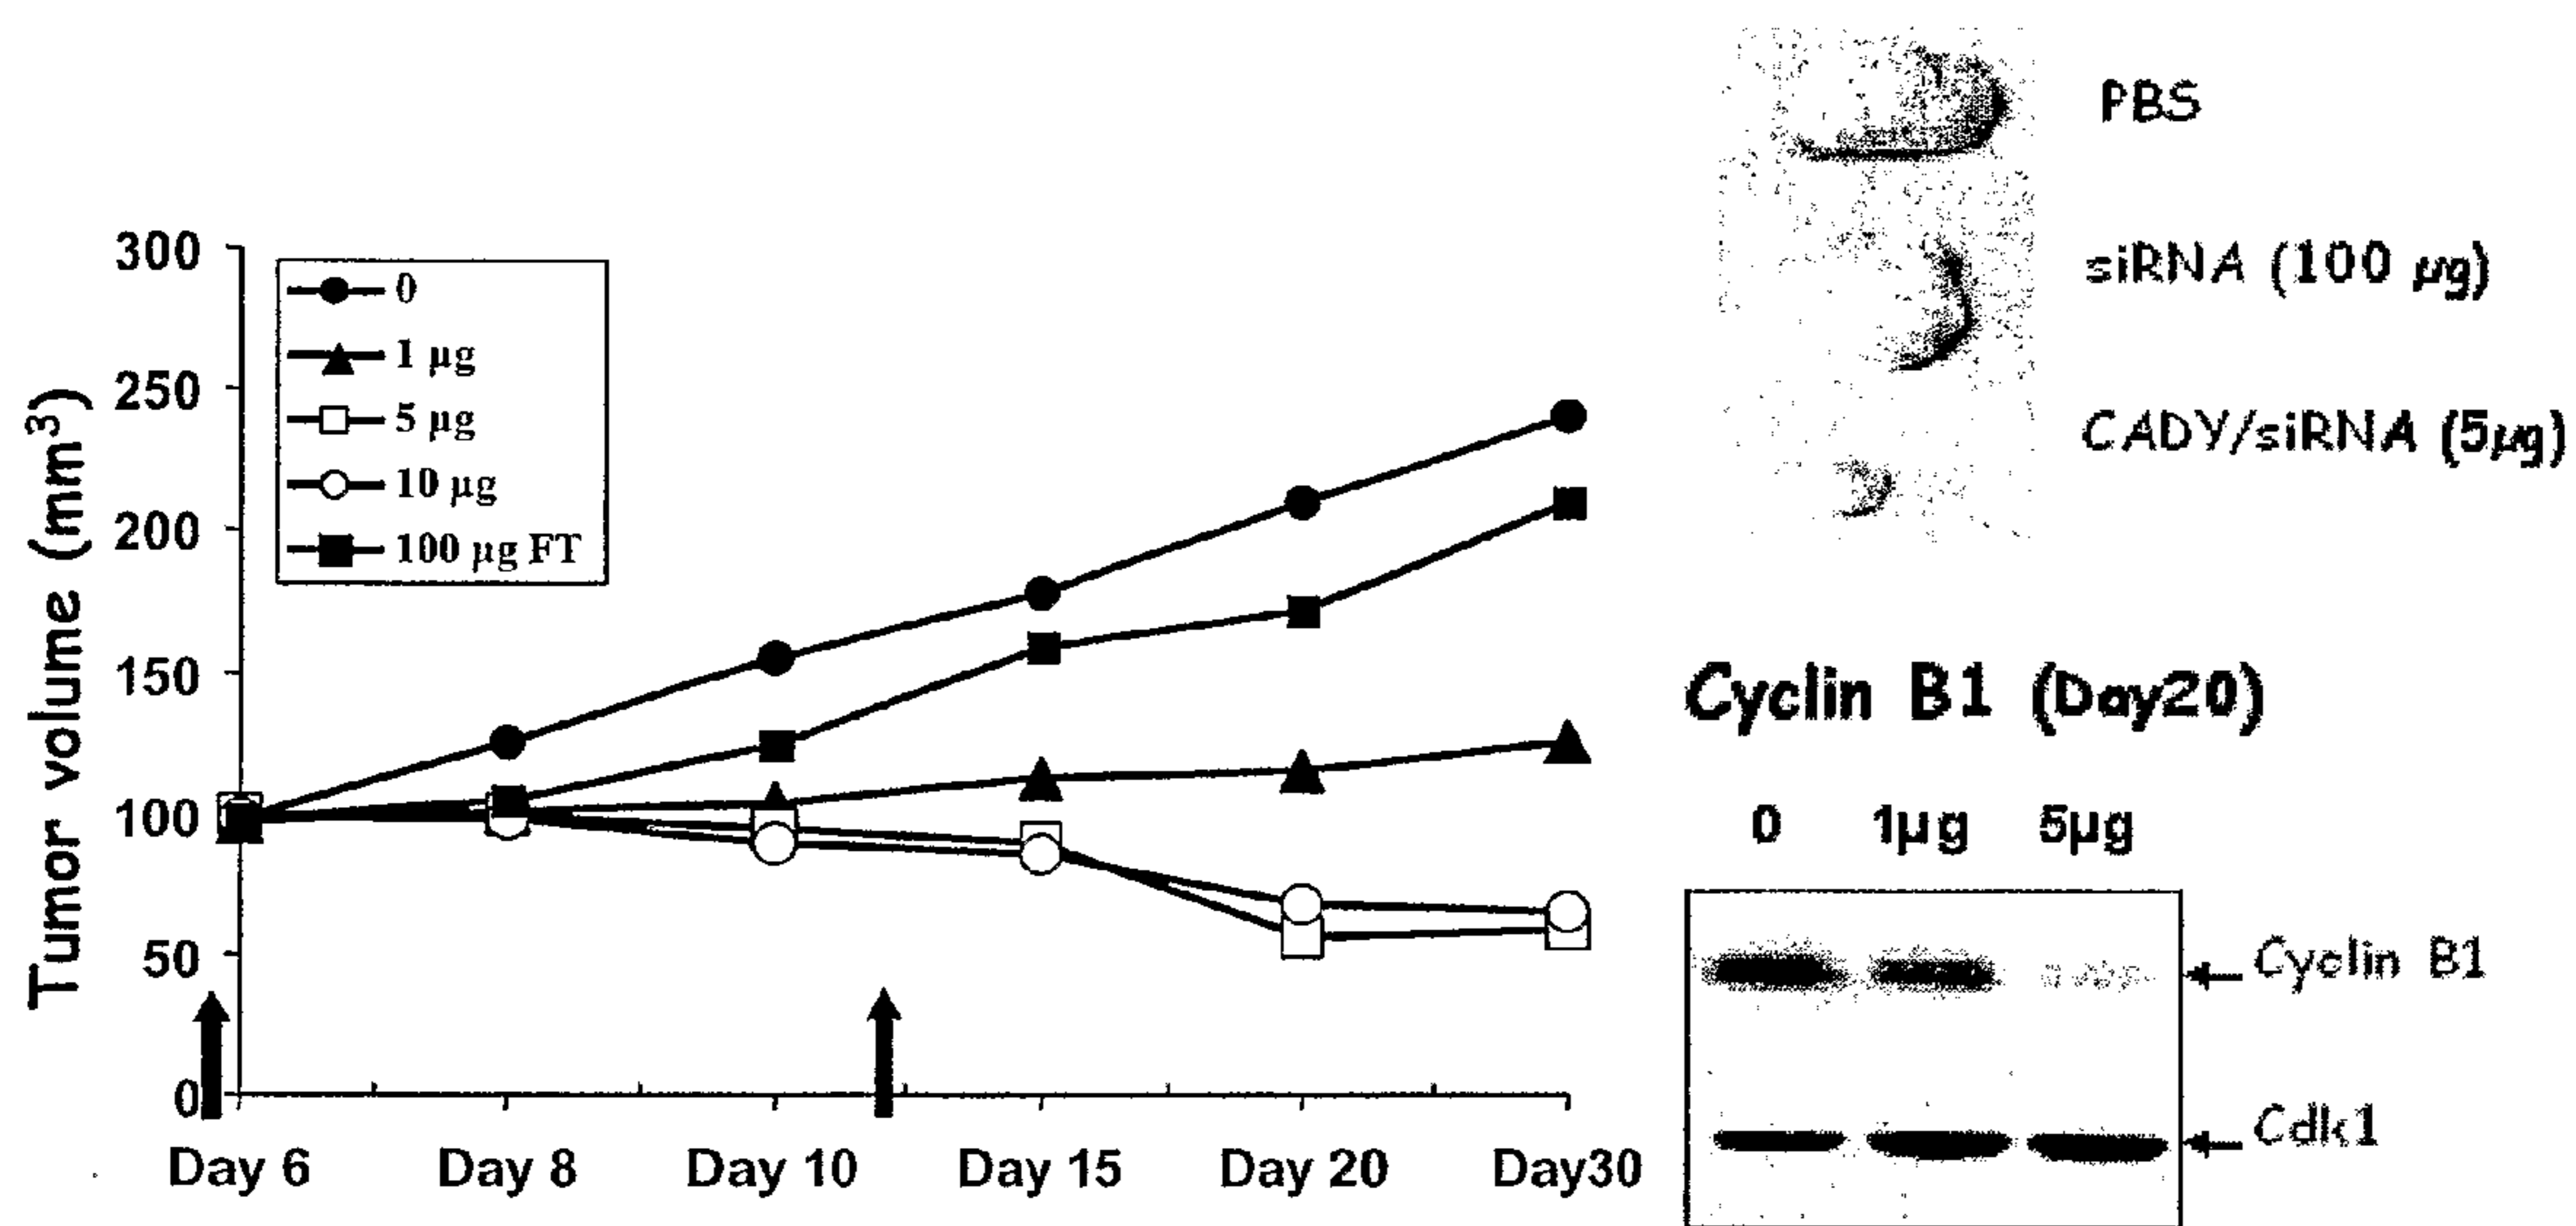 Tumor volume (mm³)
300
250
200
150
100
50
0
0
1 µg
5 µg
10 µg
100 µg FT
Day 6 Day 8 Day 10 Day 15 Day 20 Day30
PBS
siRNA (100 µg)
CADY/siRNA (5µg)
Cyclin B1 (Day20)
0 1µg 5µg
Cyclin B1
Cdk1